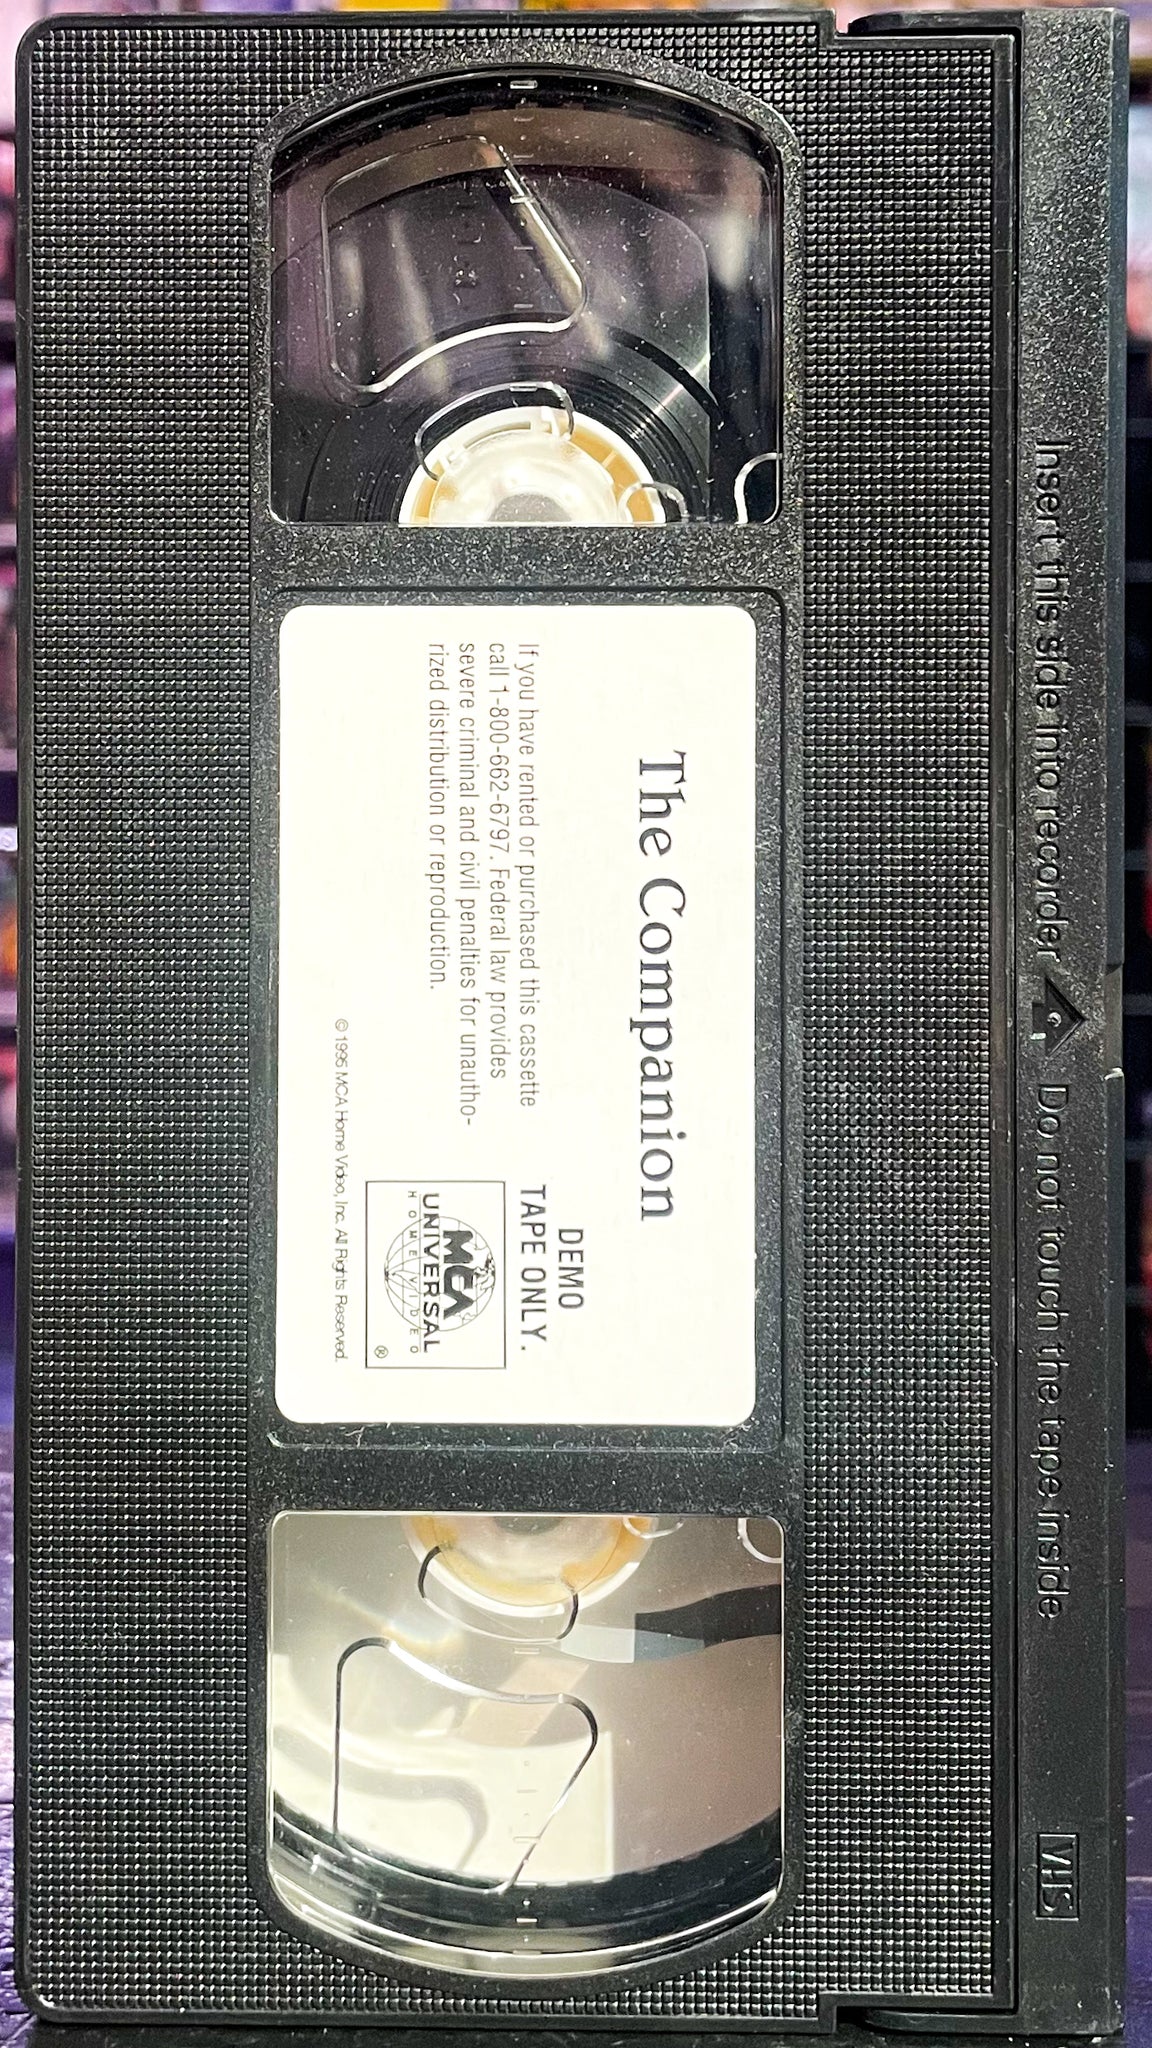 Insert this side into recorder Do not touch the tape inside
VHS
The Companion
DEMO
TAPE ONLY.
If you have rented or purchased this cassette
call 1-800-662-6797. Federal law provides
severe criminal and civil penalties for unautho-
rized distribution or reproduction.
MCA
UNIVERSAL
HOME VIDEO
®
© 1995 MCA Home Video, Inc. All Rights Reserved.